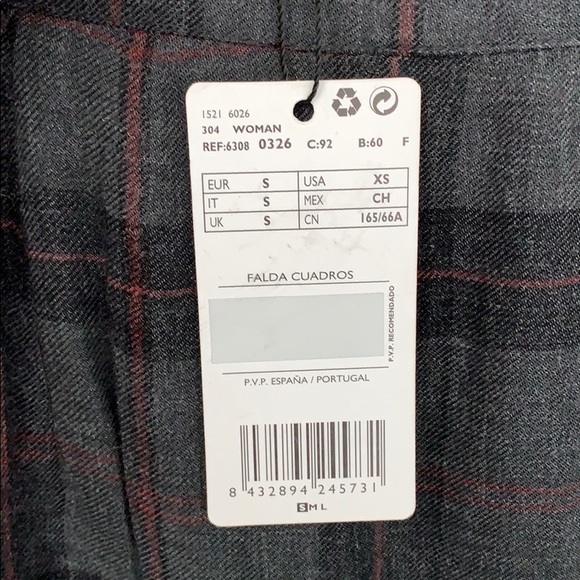 1521 6026
304 WOMAN
REF:6308 0326 C:92 B:60 F
EUR S USA XS
IT S MEX CH
UK S CN 165/66A
FALDA CUADROS
P.V.P. RECOMENDADO
P.V.P. ESPAÑA / PORTUGAL
8 432894 245731
S M L